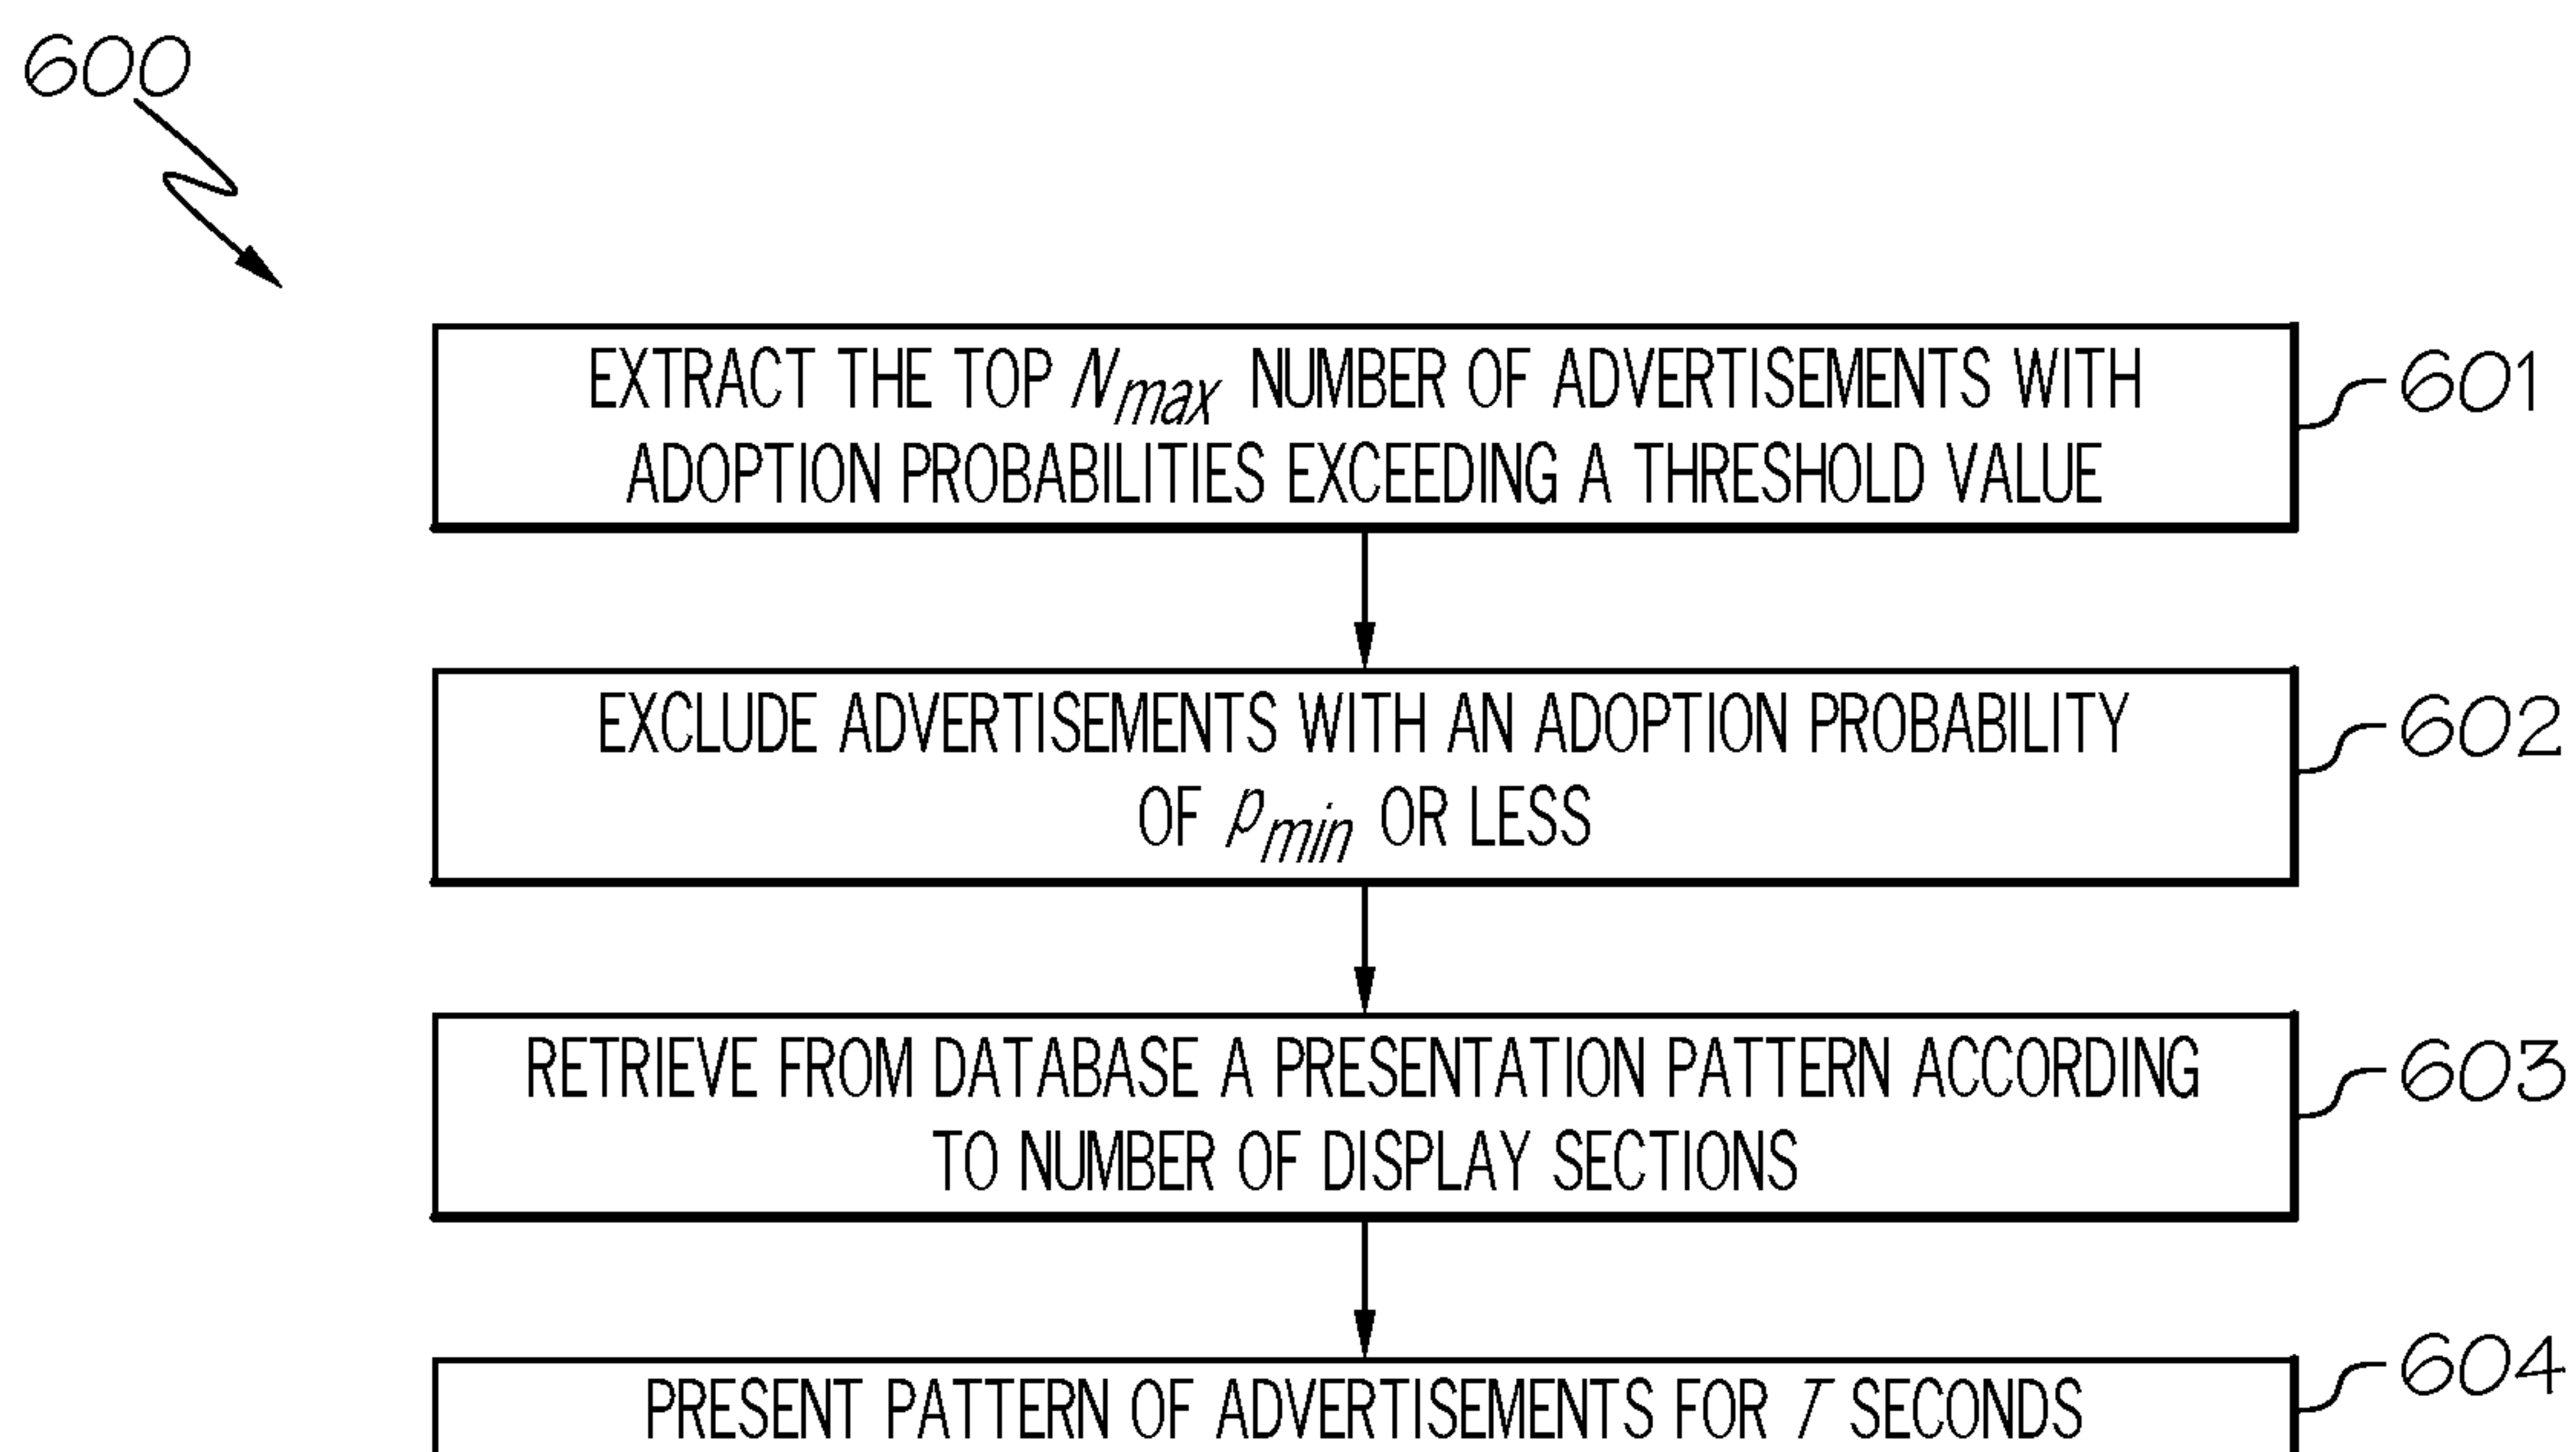 600
EXTRACT THE TOP Nmax NUMBER OF ADVERTISEMENTS WITH
ADOPTION PROBABILITIES EXCEEDING A THRESHOLD VALUE
601
EXCLUDE ADVERTISEMENTS WITH AN ADOPTION PROBABILITY
OF pmin OR LESS
602
RETRIEVE FROM DATABASE A PRESENTATION PATTERN ACCORDING
TO NUMBER OF DISPLAY SECTIONS
603
PRESENT PATTERN OF ADVERTISEMENTS FOR T SECONDS
604